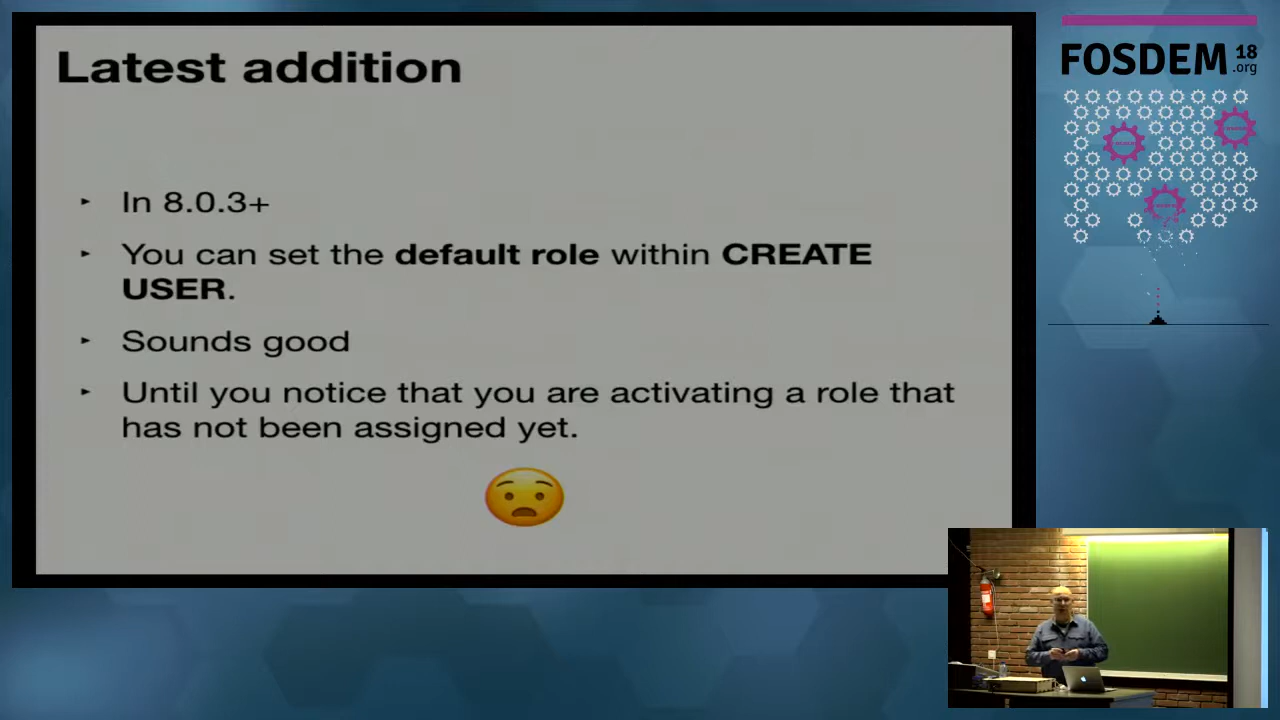 Latest addition
‣ In 8.0.3+
‣ You can set the default role within CREATE
USER.
‣ Sounds good
‣ Until you notice that you are activating a role that
has not been assigned yet.
FOSDEM 18
.org